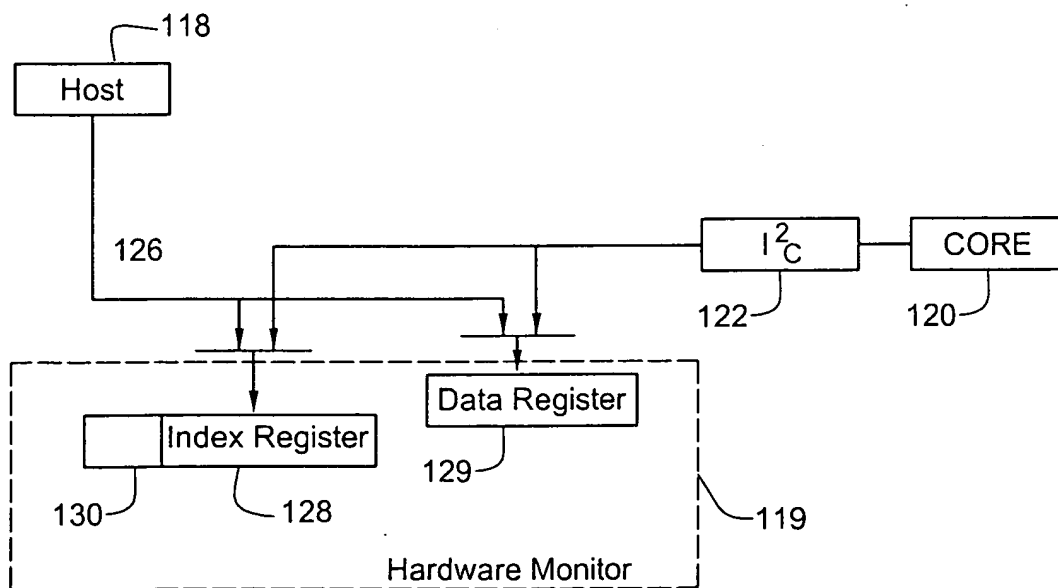 118
Host
126
I²C
CORE
122
120
Data Register
Index Register
129
130
128
119
Hardware Monitor